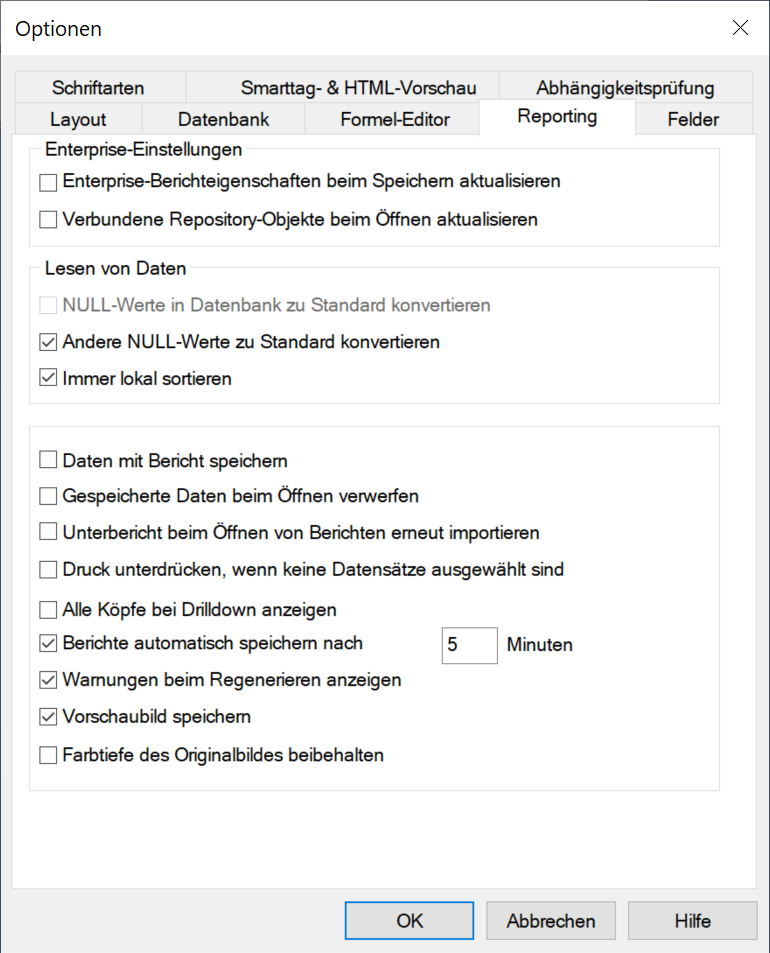 Optionen
Schriftarten Smarttag- & HTML-Vorschau Abhängigkeitsprüfung
Layout Datenbank Formel-Editor Reporting Felder
Enterprise-Einstellungen
Enterprise-Berichteigenschaften beim Speichern aktualisieren
Verbundene Repository-Objekte beim Öffnen aktualisieren
Lesen von Daten
NULL-Werte in Datenbank zu Standard konvertieren
Andere NULL-Werte zu Standard konvertieren
Immer lokal sortieren
Daten mit Bericht speichern
Gespeicherte Daten beim Öffnen verwerfen
Unterbericht beim Öffnen von Berichten erneut importieren
Druck unterdrücken, wenn keine Datensätze ausgewählt sind
Alle Köpfe bei Drilldown anzeigen
Berichte automatisch speichern nach 5 Minuten
Warnungen beim Regenerieren anzeigen
Vorschaubild speichern
Farbtiefe des Originalbildes beibehalten
OK Abbrechen Hilfe